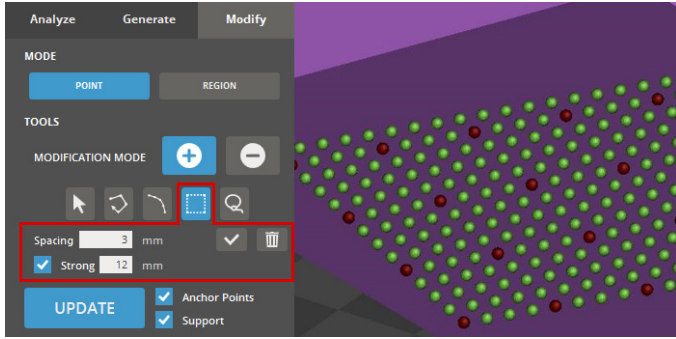 Analyze Generate Modify
MODE
POINT REGION
TOOLS
MODIFICATION MODE
Spacing 3 mm
Strong 12 mm
UPDATE
Anchor Points
Support